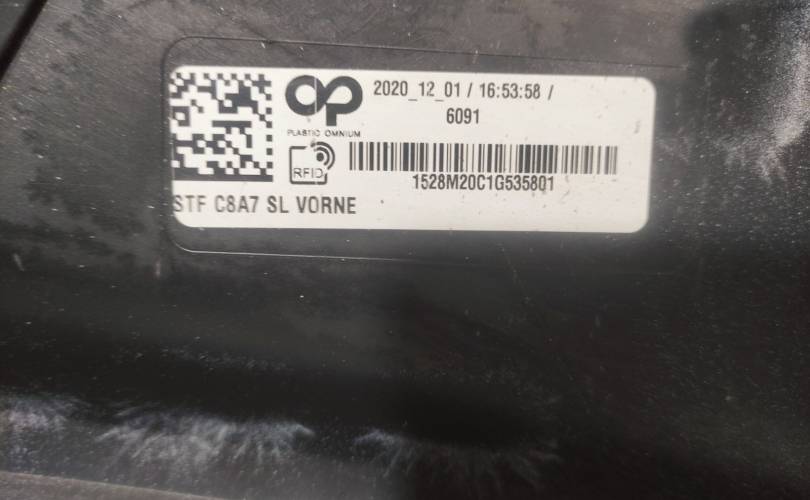 2020_12_01 / 16:53:58 /
6091
PLASTIC OMNIUM
RFID
1528M20C1G535801
STF C8A7 SL VORNE